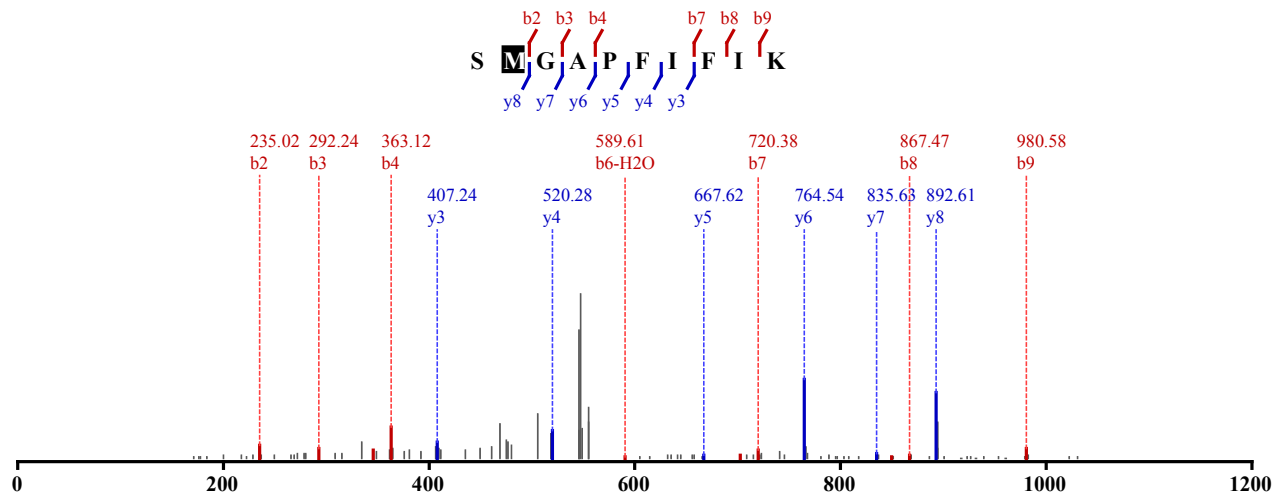 b2 b3 b4 b7 b8 b9
S M G A P F I F I K
y8 y7 y6 y5 y4 y3
235.02 292.24 363.12 589.61 720.38 867.47 980.58
b2 b3 b4 b6-H2O b7 b8 b9
407.24 520.28 667.62 764.54 835.63 892.61
y3 y4 y5 y6 y7 y8
0 200 400 600 800 1000 1200